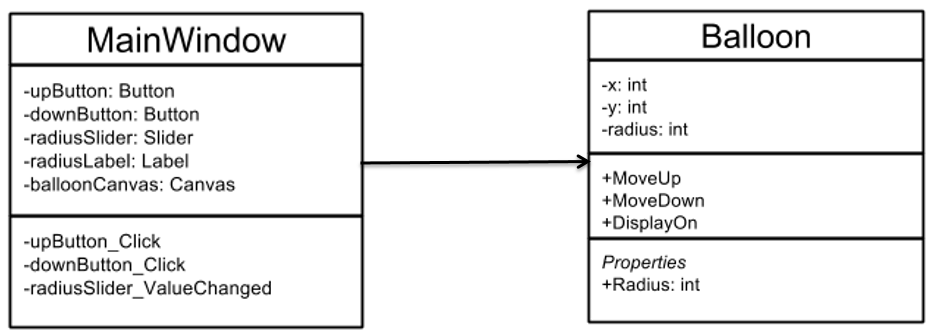 MainWindow
-upButton: Button
-downButton: Button
-radiusSlider: Slider
-radiusLabel: Label
-balloonCanvas: Canvas
-upButton_Click
-downButton_Click
-radiusSlider_ValueChanged
Balloon
-x: int
-y: int
-radius: int
+MoveUp
+MoveDown
+DisplayOn
Properties
+Radius: int